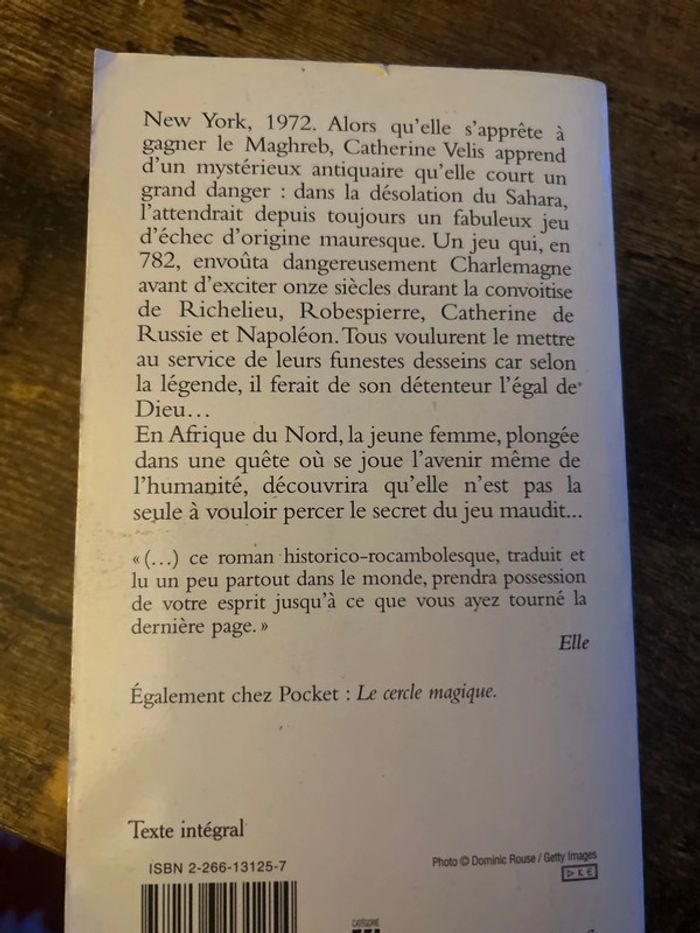 New York, 1972. Alors qu'elle s'apprête à
gagner le Maghreb, Catherine Velis apprend
d'un mystérieux antiquaire qu'elle court un
grand danger : dans la désolation du Sahara,
l'attendrait depuis toujours un fabuleux jeu
d'échec d'origine mauresque. Un jeu qui, en
782, envoûta dangereusement Charlemagne
avant d'exciter onze siècles durant la convoitise
de Richelieu, Robespierre, Catherine de
Russie et Napoléon. Tous voulurent le mettre
au service de leurs funestes desseins car selon
la légende, il ferait de son détenteur l'égal de
Dieu...
En Afrique du Nord, la jeune femme, plongée
dans une quête où se joue l'avenir même de
l'humanité, découvrira qu'elle n'est pas la
seule à vouloir percer le secret du jeu maudit...
« (...) ce roman historico-rocambolesque, traduit et
lu un peu partout dans le monde, prendra possession
de votre esprit jusqu'à ce que vous ayez tourné la
dernière page. »
Elle
Également chez Pocket : Le cercle magique.
Texte intégral
ISBN 2-266-13125-7
Photo © Dominic Rouse / Getty Images
CATÉGORIE